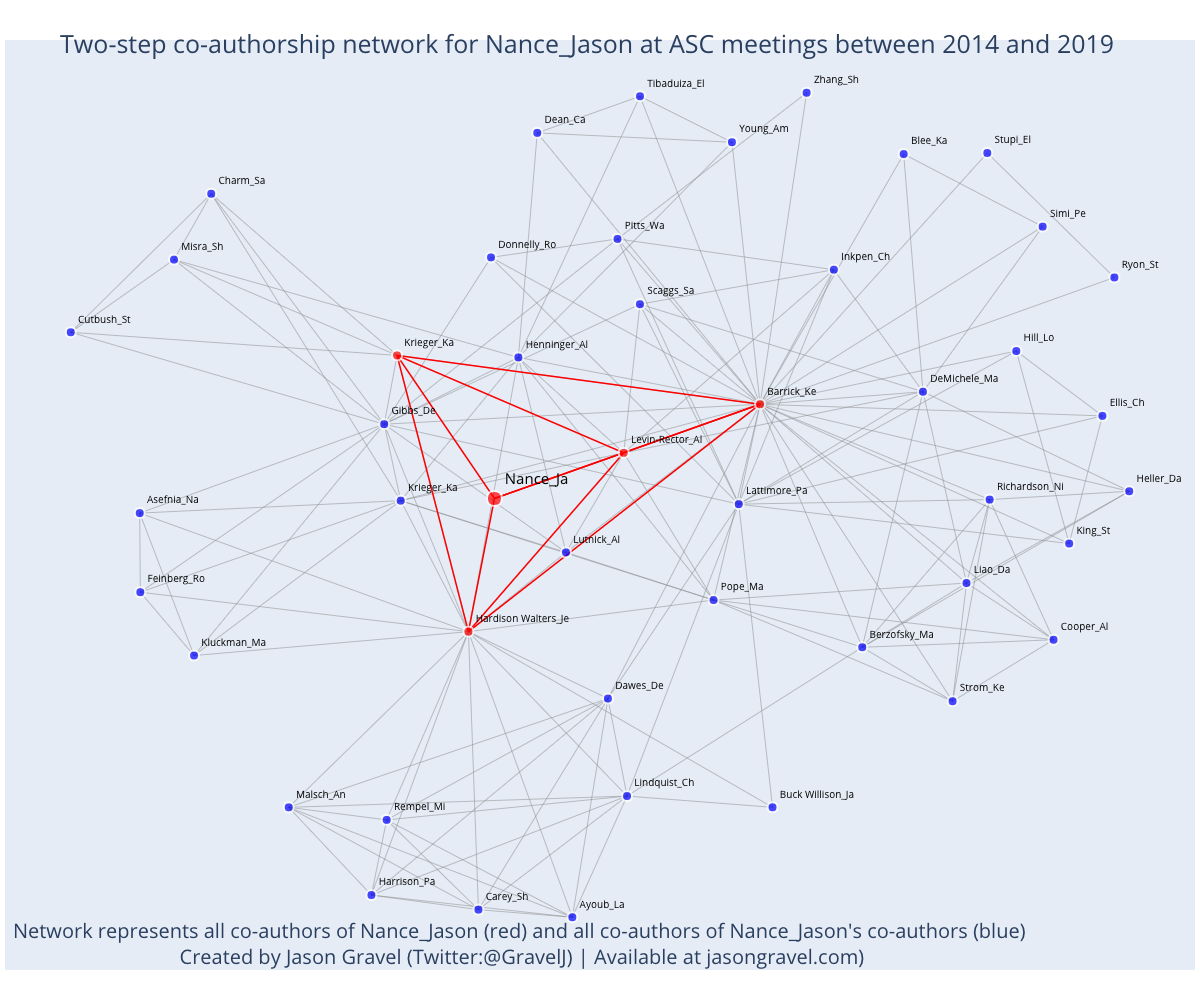 Two-step co-authorship network for Nance_Jason at ASC meetings between 2014 and 2019
Tibaduiza_El
Zhang_Sh
Dean_Ca
Young_Am
Blee_Ka
Stupi_El
Charm_Sa
Simi_Pe
Pitts_Wa
Misra_Sh
Donnelly_Ro
Inkpen_Ch
Ryon_St
Scaggs_Sa
Cutbush_St
Krieger_Ka
Henninger_Al
Hill_Lo
Barrick_Ke
DeMichele_Ma
Gibbs_De
Ellis_Ch
Levin-Rector_Al
Nance_Ja
Krieger_Ka
Lattimore_Pa
Richardson_Ni
Heller_Da
Asefnia_Na
Lutnick_Al
King_St
Feinberg_Ro
Pope_Ma
Liao_Da
Hardison Walters_Je
Kluckman_Ma
Berzofsky_Ma
Cooper_Al
Dawes_De
Strom_Ke
Malsch_An
Rempel_Mi
Lindquist_Ch
Buck Willison_Ja
Harrison_Pa
Carey_Sh
Ayoub_La
Network represents all co-authors of Nance_Jason (red) and all co-authors of Nance_Jason's co-authors (blue)
Created by Jason Gravel (Twitter:@GravelJ) | Available at jasongravel.com)